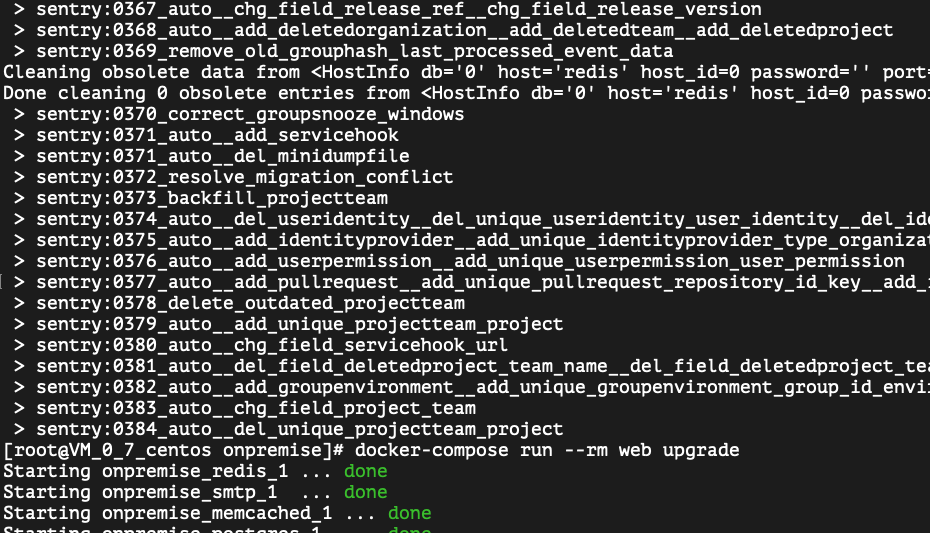 > sentry:0367_auto__chg_field_release_ref__chg_field_release_version
> sentry:0368_auto__add_deletedorganization__add_deletedteam__add_deletedproject
> sentry:0369_remove_old_grouphash_last_processed_event_data
Cleaning obsolete data from <HostInfo db='0' host='redis' host_id=0 password='' port=
Done cleaning 0 obsolete entries from <HostInfo db='0' host='redis' host_id=0 passwo
> sentry:0370_correct_groupsnooze_windows
> sentry:0371_auto__add_servicehook
> sentry:0371_auto__del_minidumpfile
> sentry:0372_resolve_migration_conflict
> sentry:0373_backfill_projectteam
> sentry:0374_auto__del_useridentity__del_unique_useridentity_user_identity__del_ide
> sentry:0375_auto__add_identityprovider__add_unique_identityprovider_type_organizat
> sentry:0376_auto__add_userpermission__add_unique_userpermission_user_permission
> sentry:0377_auto__add_pullrequest__add_unique_pullrequest_repository_id_key__add_
> sentry:0378_delete_outdated_projectteam
> sentry:0379_auto__add_unique_projectteam_project
> sentry:0380_auto__chg_field_servicehook_url
> sentry:0381_auto__del_field_deletedproject_team_name__del_field_deletedproject_tea
> sentry:0382_auto__add_groupenvironment__add_unique_groupenvironment_group_id_envi
> sentry:0383_auto__chg_field_project_team
> sentry:0384_auto__del_unique_projectteam_project
[root@VM_0_7_centos onpremise]# docker-compose run --rm web upgrade
Starting onpremise_redis_1 ... done
Starting onpremise_smtp_1 ... done
Starting onpremise_memcached_1 ... done
Starting onpremise_postgres_1 ... done